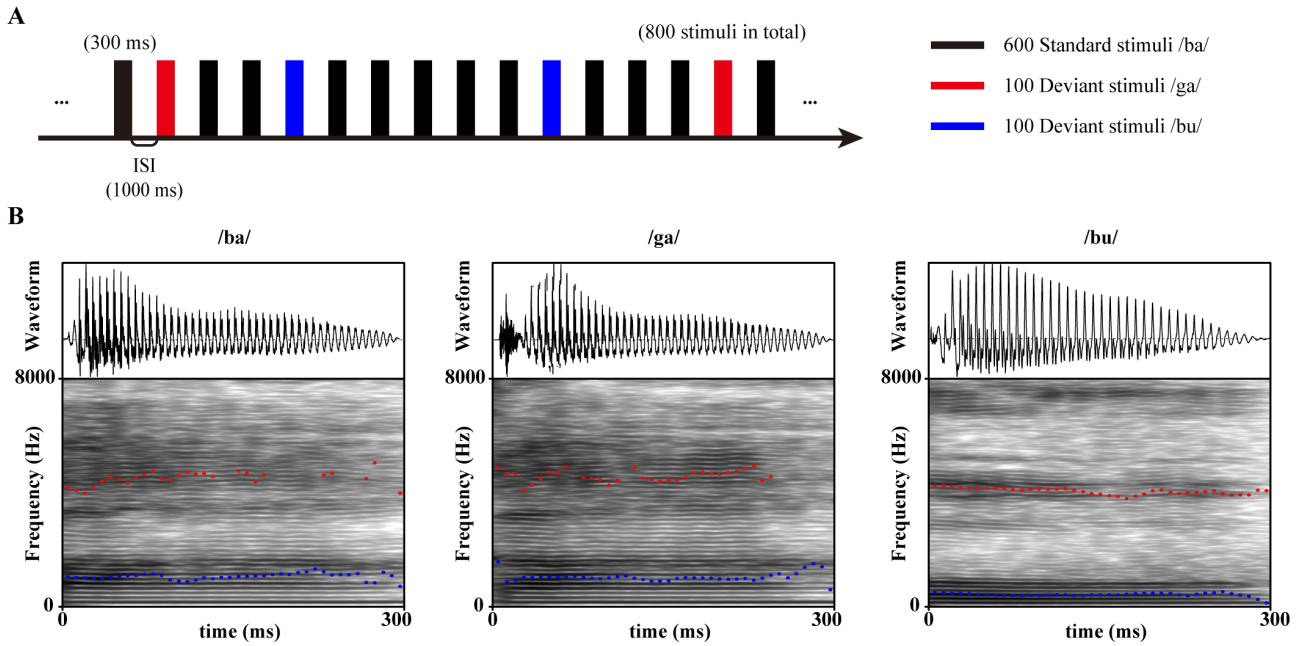 A
(300 ms)
(800 stimuli in total)
...
...
ISI
(1000 ms)
600 Standard stimuli /ba/
100 Deviant stimuli /ga/
100 Deviant stimuli /bu/
B
/ba/
/ga/
/bu/
Waveform
Waveform
Waveform
8000
8000
8000
Frequency (Hz)
Frequency (Hz)
Frequency (Hz)
0
0
0
0
300
0
300
0
300
time (ms)
time (ms)
time (ms)